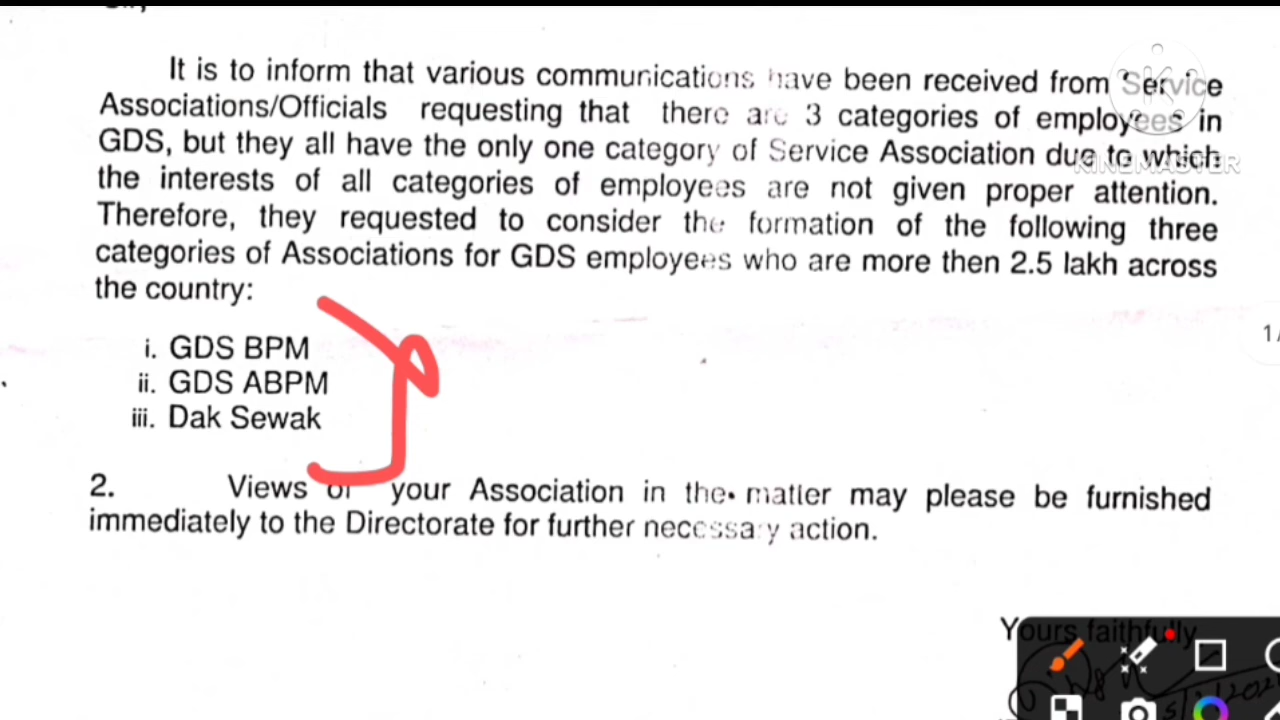 It is to inform that various communications have been received from Service
Associations/Officials requesting that there are 3 categories of employees in
GDS, but they all have the only one category of Service Association due to which
KINEMASTER
the interests of all categories of employees are not given proper attention.
Therefore, they requested to consider the formation of the following three
categories of Associations for GDS employees who are more then 2.5 lakh across
the country:
1/
i. GDS BPM
ii. GDS ABPM
iii. Dak Sewak
2. Views of your Association in the matter may please be furnished
immediately to the Directorate for further necessary action.
Yours faithfully